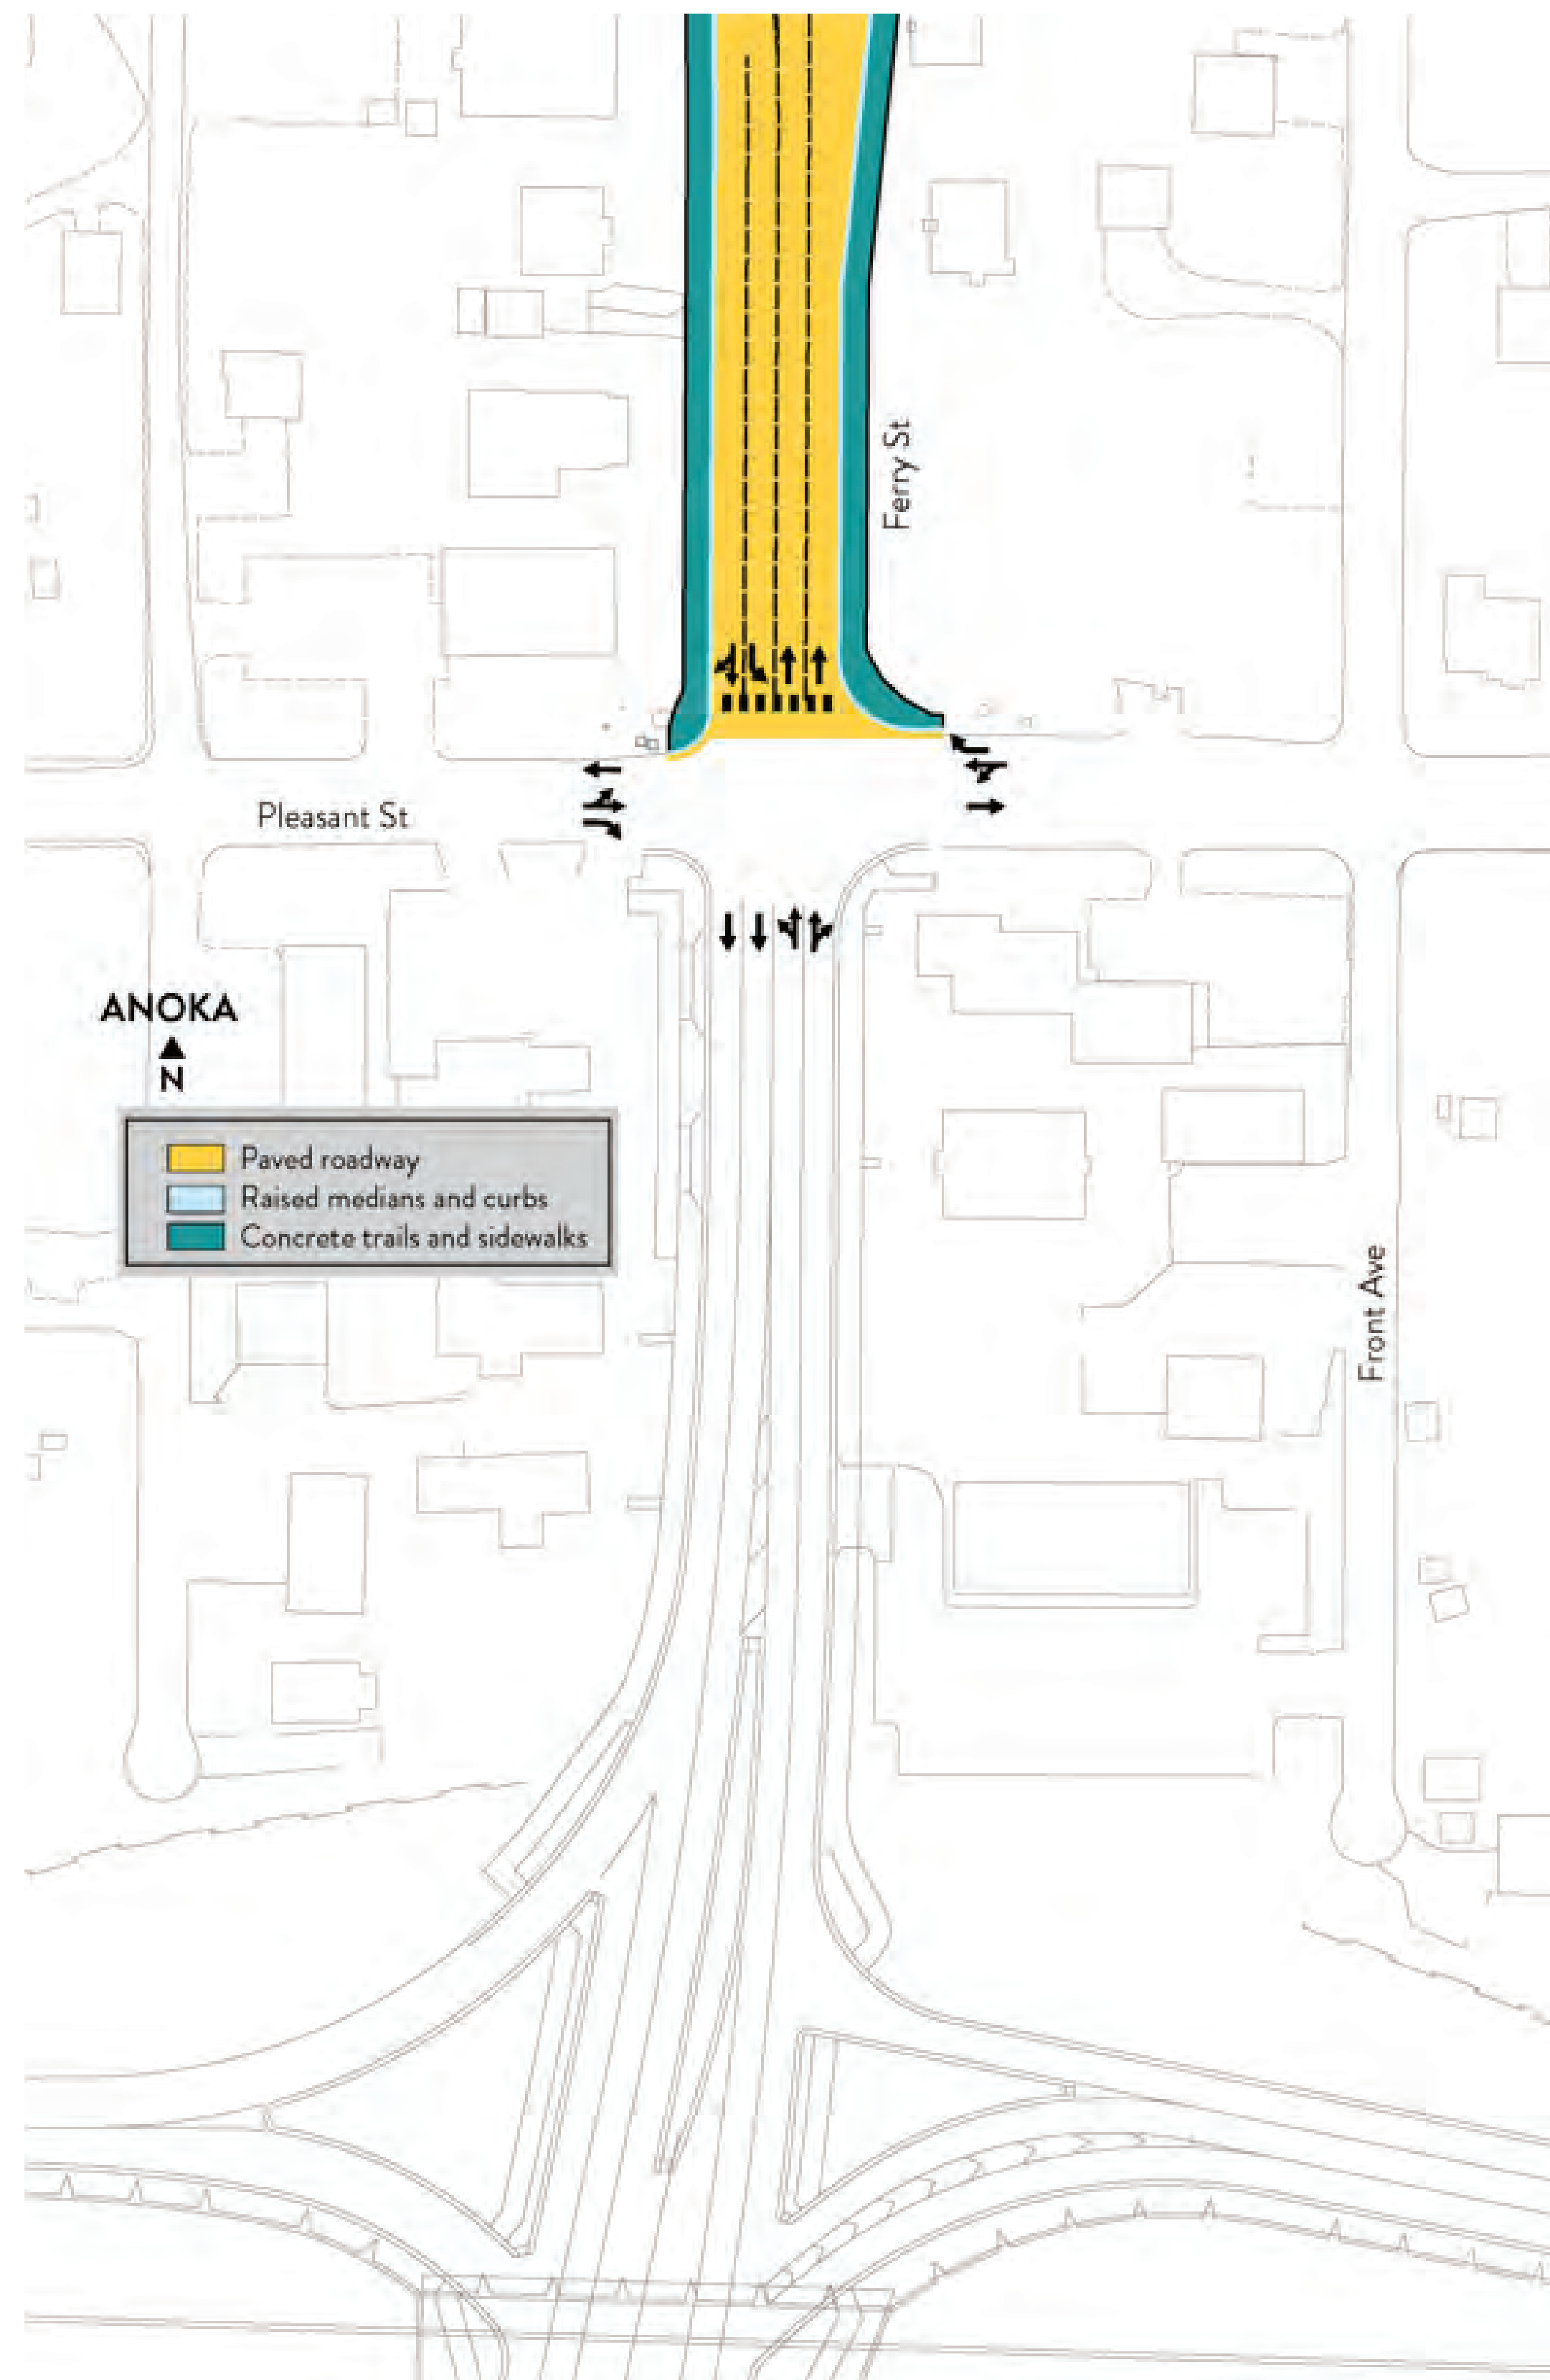 Ferry St
Pleasant St
ANOKA
N
Paved roadway
Raised medians and curbs
Concrete trails and sidewalks
Front Ave